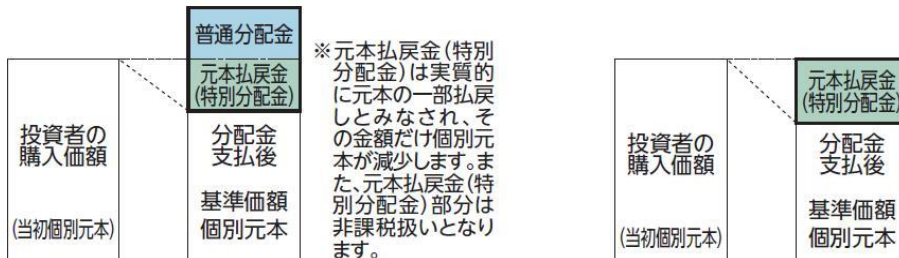 普通分配金
元本払戻金
(特別分配金)
投資者の
購入価額
(当初個別元本)
分配金
支払後
基準価額
個別元本
※元本払戻金(特別
分配金)は実質的
に元本の一部払戻
しとみなされ、そ
の金額だけ個別元
本が減少します。ま
た、元本払戻金(特
別分配金)部分は
非課税扱いとなり
ます。
元本払戻金
(特別分配金)
投資者の
購入価額
(当初個別元本)
分配金
支払後
基準価額
個別元本